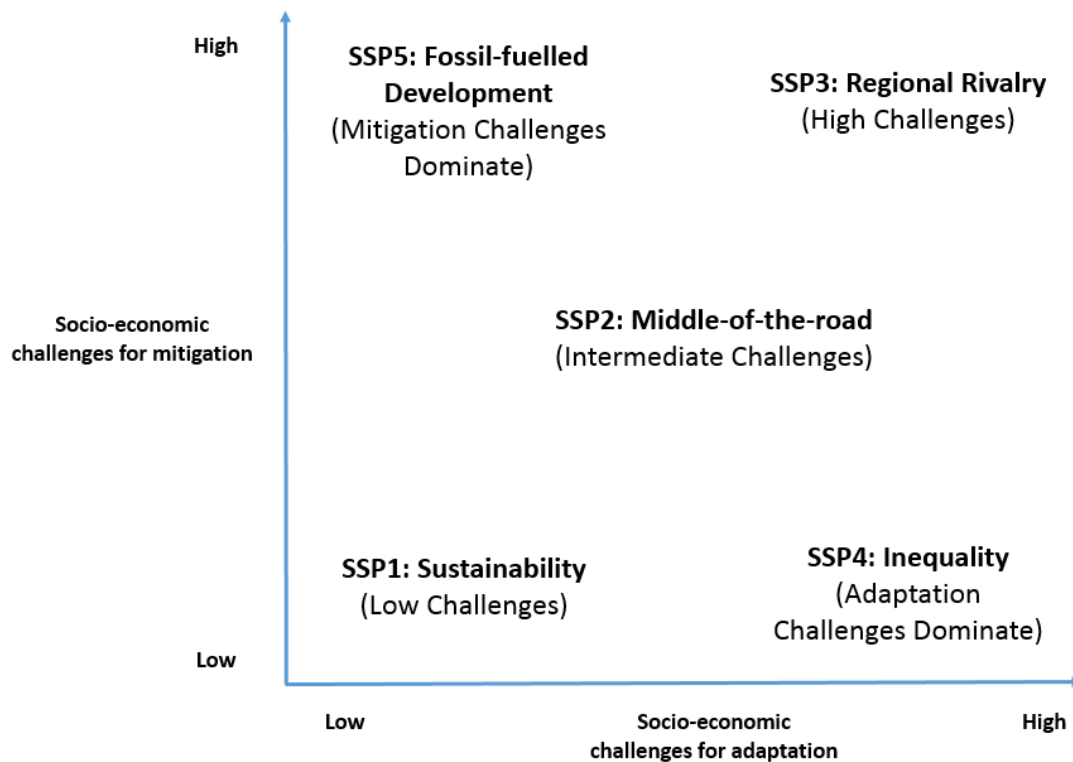 High
SSP5: Fossil-fuelled
Development
(Mitigation Challenges
Dominate)
SSP3: Regional Rivalry
(High Challenges)
Socio-economic
challenges for mitigation
SSP2: Middle-of-the-road
(Intermediate Challenges)
SSP1: Sustainability
(Low Challenges)
SSP4: Inequality
(Adaptation
Challenges Dominate)
Low
Low
Socio-economic
challenges for adaptation
High